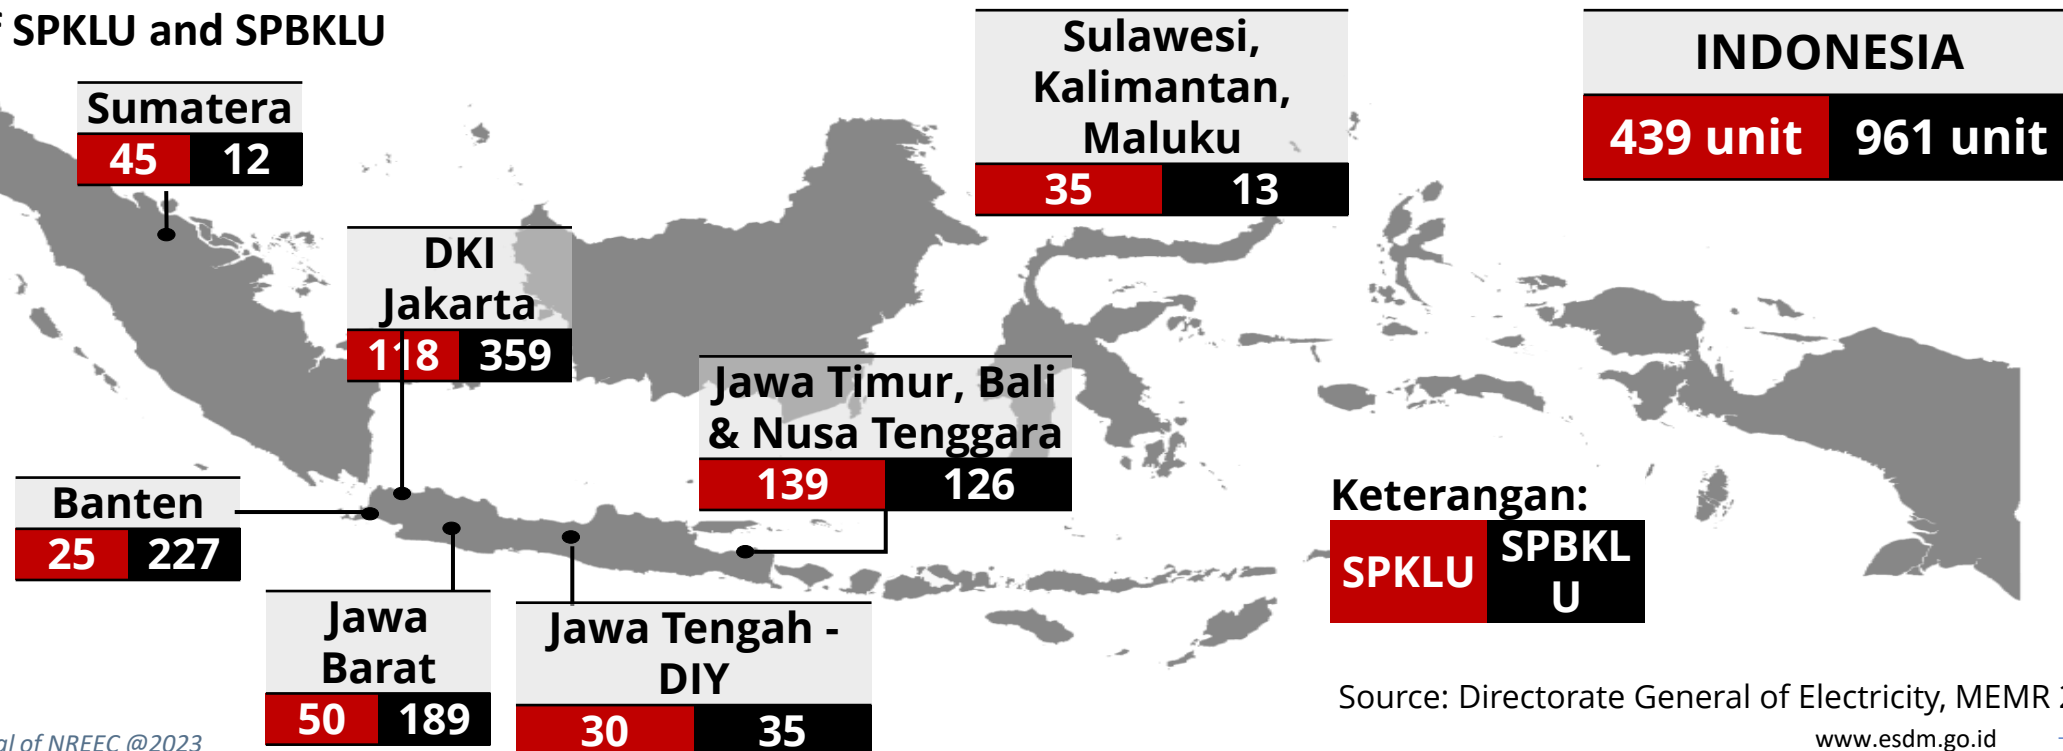 SPKLU and SPBKLU
Sumatera
45 12
DKI
Jakarta
118 359
Sulawesi,
Kalimantan,
Maluku
35 13
INDONESIA
439 unit 961 unit
Jawa Timur, Bali
& Nusa Tenggara
139 126
Banten
25 227
Jawa
Barat
50 189
Jawa Tengah -
DIY
30 35
Keterangan:
SPKLU SPBKL
U
Source: Directorate General of Electricity, MEMR
of NREEC @2023
www.esdm.go.id